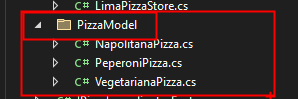 C# LimaPizzaStore.cs
PizzaModel
C# NapolitanaPizza.cs
C# PeperoniPizza.cs
C# VegetarianaPizza.cs